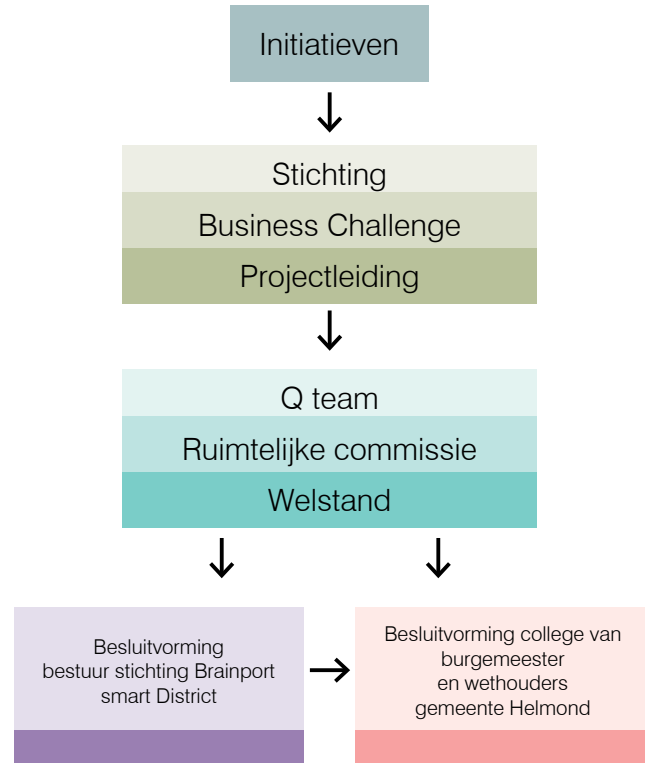 Initiatieven
Stichting
Business Challenge
Projectleiding
Q team
Ruimtelijke commissie
Welstand
Besluitvorming
bestuur stichting Brainport
smart District
Besluitvorming college van
burgemeester
en wethouders
gemeente Helmond